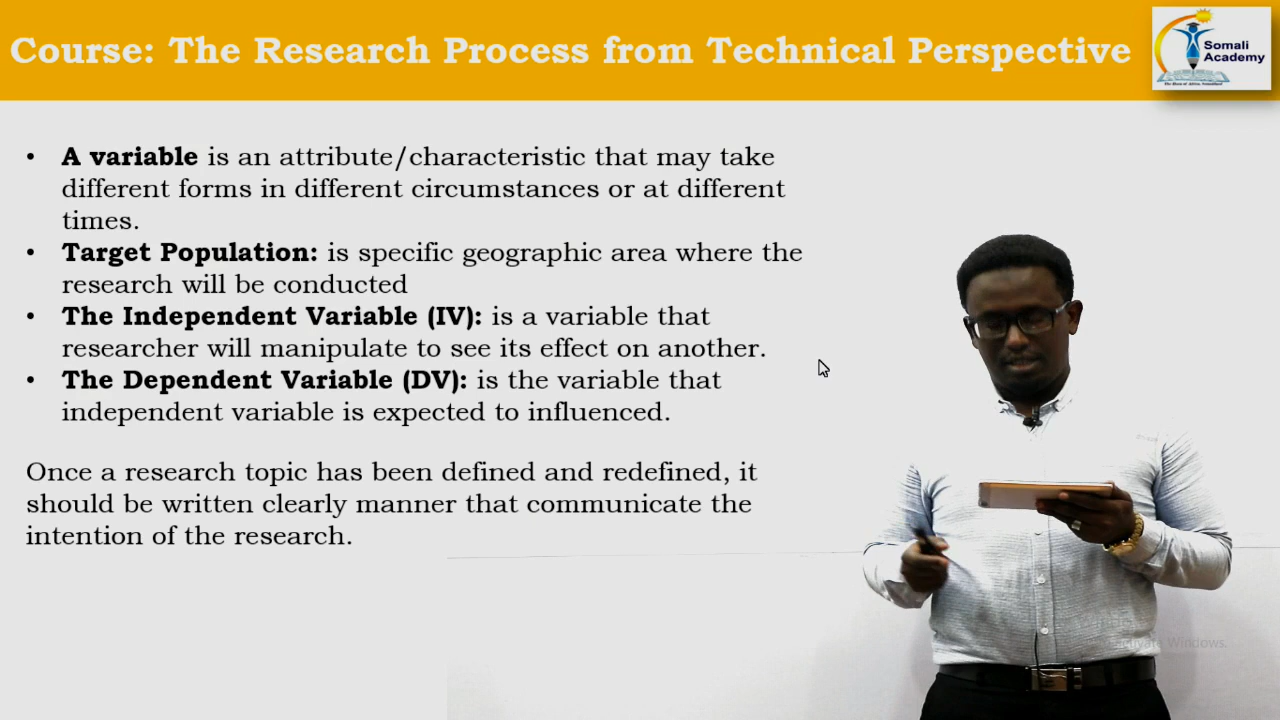 Course: The Research Process from Technical Perspective
Somali
Academy
• A variable is an attribute/characteristic that may take
different forms in different circumstances or at different
times.
• Target Population: is specific geographic area where the
research will be conducted
• The Independent Variable (IV): is a variable that
researcher will manipulate to see its effect on another.
• The Dependent Variable (DV): is the variable that
independent variable is expected to influenced.
Once a research topic has been defined and redefined, it
should be written clearly manner that communicate the
intention of the research.